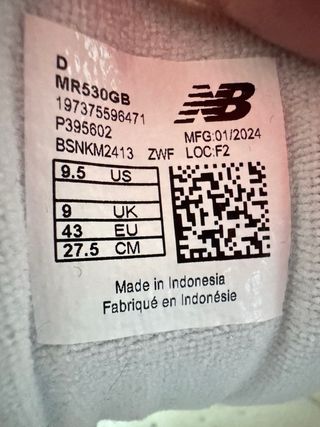 D
MR530GB
197375596471
P395602
MFG:01/2024
BSNKM2413 ZWF LOC:F2
9.5 US
9 UK
43 EU
27.5 CM
Made in Indonesia
Fabriqué en Indonésie
NB